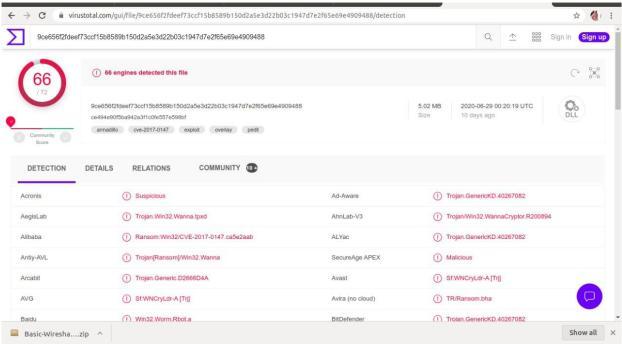 virustotal.com/gui/file/9ce656f2fdeef73ccf15b8589b150d2a5e3d22b03c1947d7e2f65e69e4909488/detection
9ce656f2fdeef73ccf15b8589b150d2a5e3d22b03c1947d7e2f65e69e4909488
Sign in
Sign up
66
/ 72
Community
Score
66 engines detected this file
9ce656f2fdeef73ccf15b8589b150d2a5e3d22b03c1947d7e2f65e69e4909488
armadillo cve-2017-0147 exploit overlay pedll
5.02 MB
Size
2020-06-29 00:20:19 UTC
10 days ago
DLL
DETECTION DETAILS RELATIONS COMMUNITY
Acronis Suspicious Ad-Aware Trojan.GenericKD.40267082
AegisLab Trojan.Win32.Wanna.tpxd AhnLab-V3 Trojan/Win32.WannaCryptor.R200894
Alibaba Ransom:Win32/CVE-2017-0147.ca5e2aab ALYac Trojan.GenericKD.40267082
Antiy-AVL Trojan[Ransom]/Win32.Wanna SecureAge APEX Malicious
Arcabit Trojan.Generic.D2666D4A Avast Sf:WNCryLdr-A [Trj]
AVG Sf:WNCryLdr-A [Trj] Avira (no cloud) TR/Ransom.bha
Baidu Win32.Worm.Rbot.a BitDefender Trojan.GenericKD.40267082
Basic-Wiresha....zip
Show all